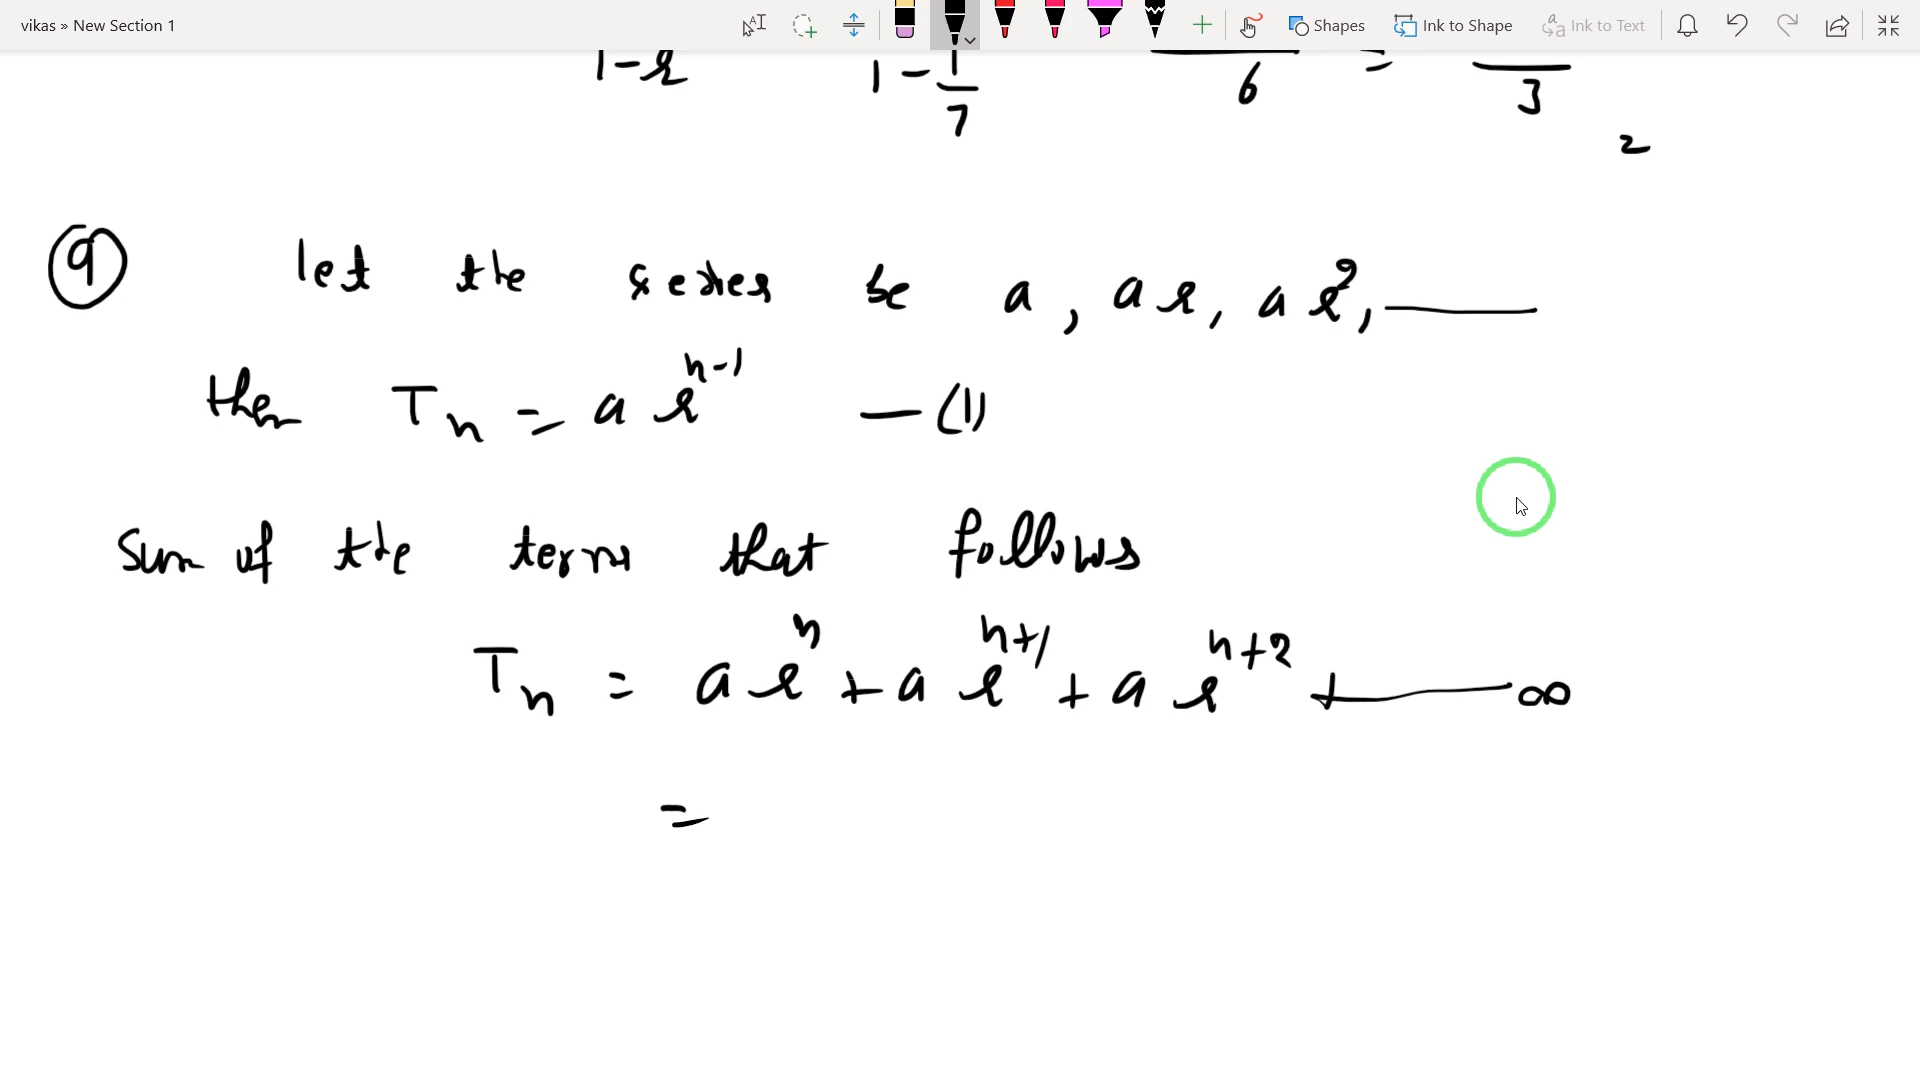 vikas » New Section 1 Shapes Ink to Shape Ink to Text
1-r 1-1/7 6 = 3
2
9 let the series be a, ar, ar²,——
then Tn = ar^(n-1) —(1)
Sum of the terms that follows
Tn = ar^n + ar^(n+1) + ar^(n+2) + —— ∞
=